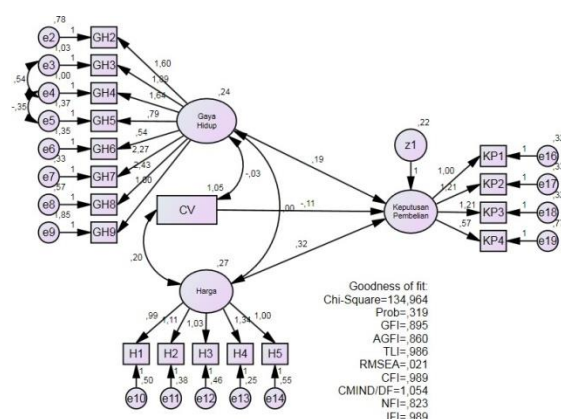 ,78
e2 1 GH2
1,03
e3 1 GH3
1,00
e4 1 GH4
1,37
e5 1 GH5
,35
e6 1 GH6
,33
e7 1 GH7
,57
e8 1 GH8
1,85
e9 1 GH9
,54
-,35
1,60
1,64
,79
,54
2,27
2,43
1,00
,24
Gaya
Hidup
-,03
1,05
CV
,00
,20
,27
Harga
,19
-,11
,32
,22
z1
1
Keputusan
Pembelian
1,00
1,21
1,21
,57
KP1 1 e16
KP2 1 e17
KP3 1 e18
KP4 1 e19
,99 1,11 1,03 1,34 1,00
H1 H2 H3 H4 H5
1 1 1 1 1
,50 ,38 ,46 ,25 ,55
e10 e11 e12 e13 e14
Goodness of fit:
Chi-Square=134,964
Prob=,319
GFI=,895
AGFI=,860
TLI=,986
RMSEA=,021
CFI=,989
CMIND/DF=1,054
NFI=,823
IFI=,989